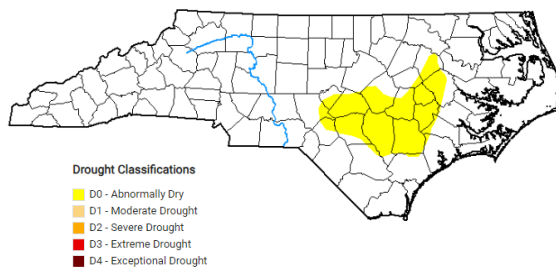 Drought Classifications
D0 - Abnormally Dry
D1 - Moderate Drought
D2 - Severe Drought
D3 - Extreme Drought
D4 - Exceptional Drought